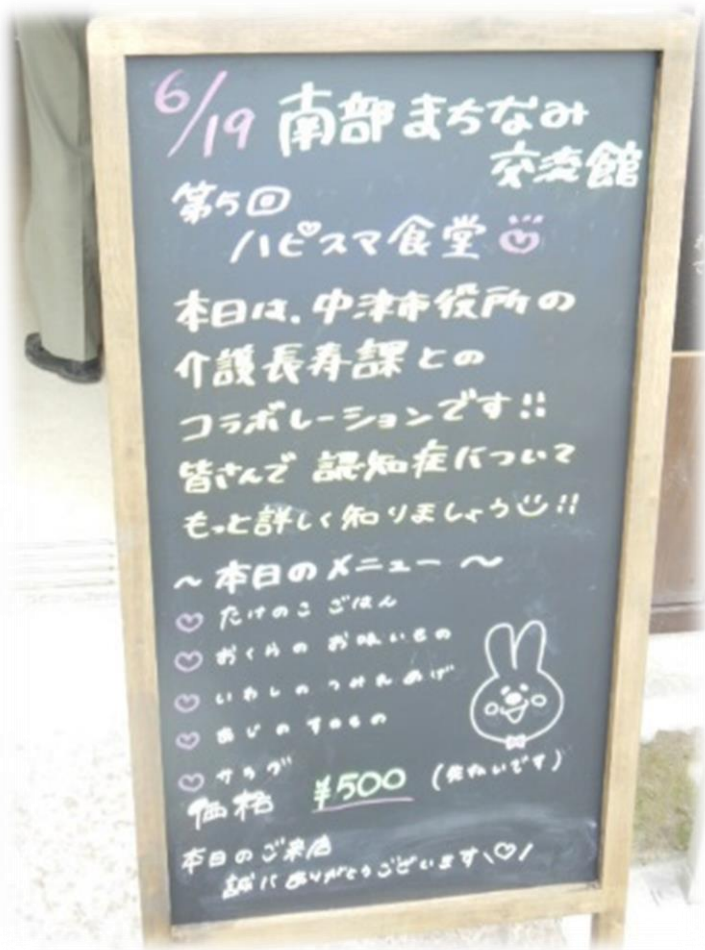 6/19 南部まちなみ
交流館
第5回
ハピスマ食堂
本日は、中津市役所の
介護長寿課との
コラボレーションです!!
皆さんで 認知症について
もっと詳しく知りましょう!!
~本日のメニュー~
たけのこ ごはん
おくらの お吸いもの
いわしの つみれあげ
あじの すのもの
サラダ
価格 ¥500 (先払いです)
本日のご来店
誠にありがとうございます